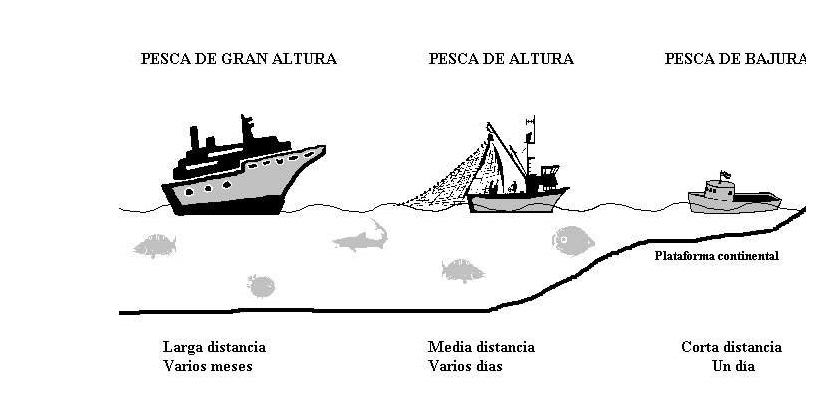 PESCA DE GRAN ALTURA
PESCA DE ALTURA
PESCA DE BAJURA
Plataforma continental
Larga distancia
Varios meses
Media distancia
Varios días
Corta distancia
Un día